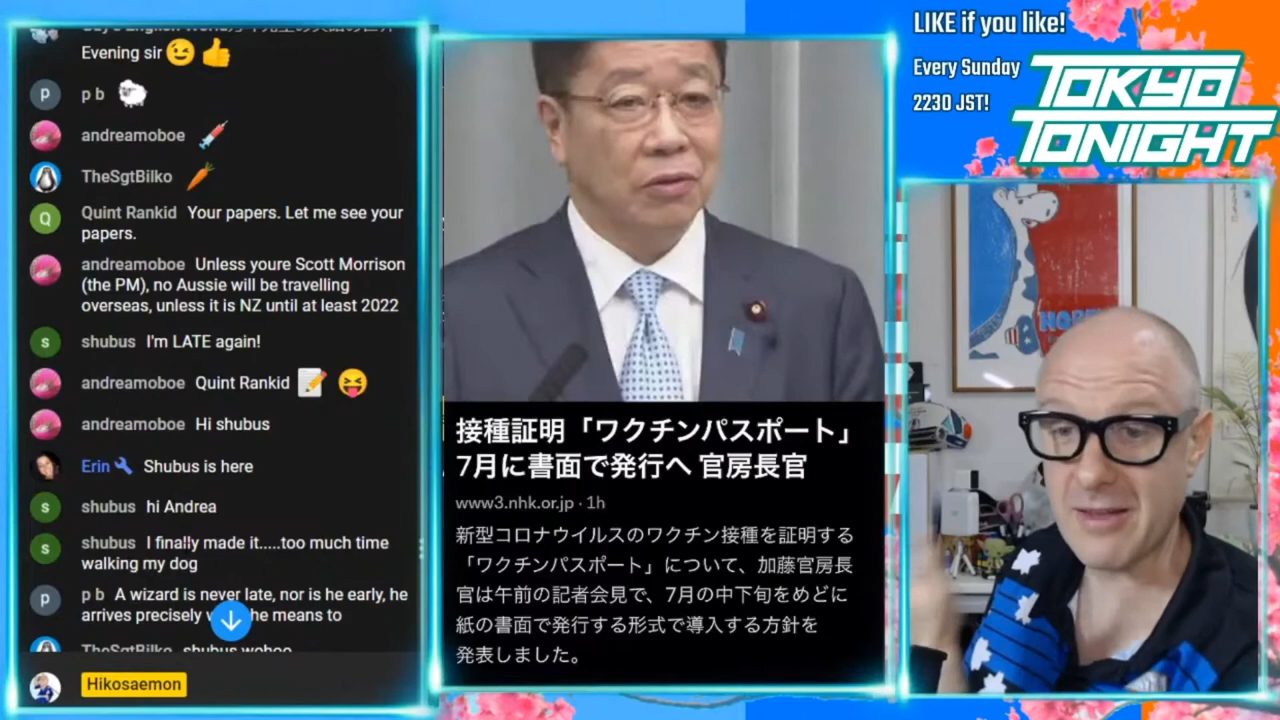 Evening sir 😉 👍
p b 🐑
andreamoboe 💉
TheSgtBilko 🥕
Q
Quint Rankid Your papers. Let me see your
papers.
andreamoboe Unless youre Scott Morrison
(the PM), no Aussie will be travelling
overseas, unless it is NZ until at least 2022
shubus I'm LATE again!
andreamoboe Quint Rankid 📝 😝
andreamoboe Hi shubus
Erin Shubus is here
shubus hi Andrea
shubus I finally made it.....too much time
walking my dog
p b A wizard is never late, nor is he early, he
arrives precisely he means to
TheSgtBilko shubus wohoo
Hikosaemon
接種証明「ワクチンパスポート」
7月に書面で発行へ 官房長官
www3.nhk.or.jp · 1h
新型コロナウイルスのワクチン接種を証明する
「ワクチンパスポート」について、加藤官房長
官は午前の記者会見で、7月の中下旬をめどに
紙の書面で発行する形式で導入する方針を
発表しました。
LIKE if you like!
Every Sunday
2230 JST!
TOKYO
TONIGHT